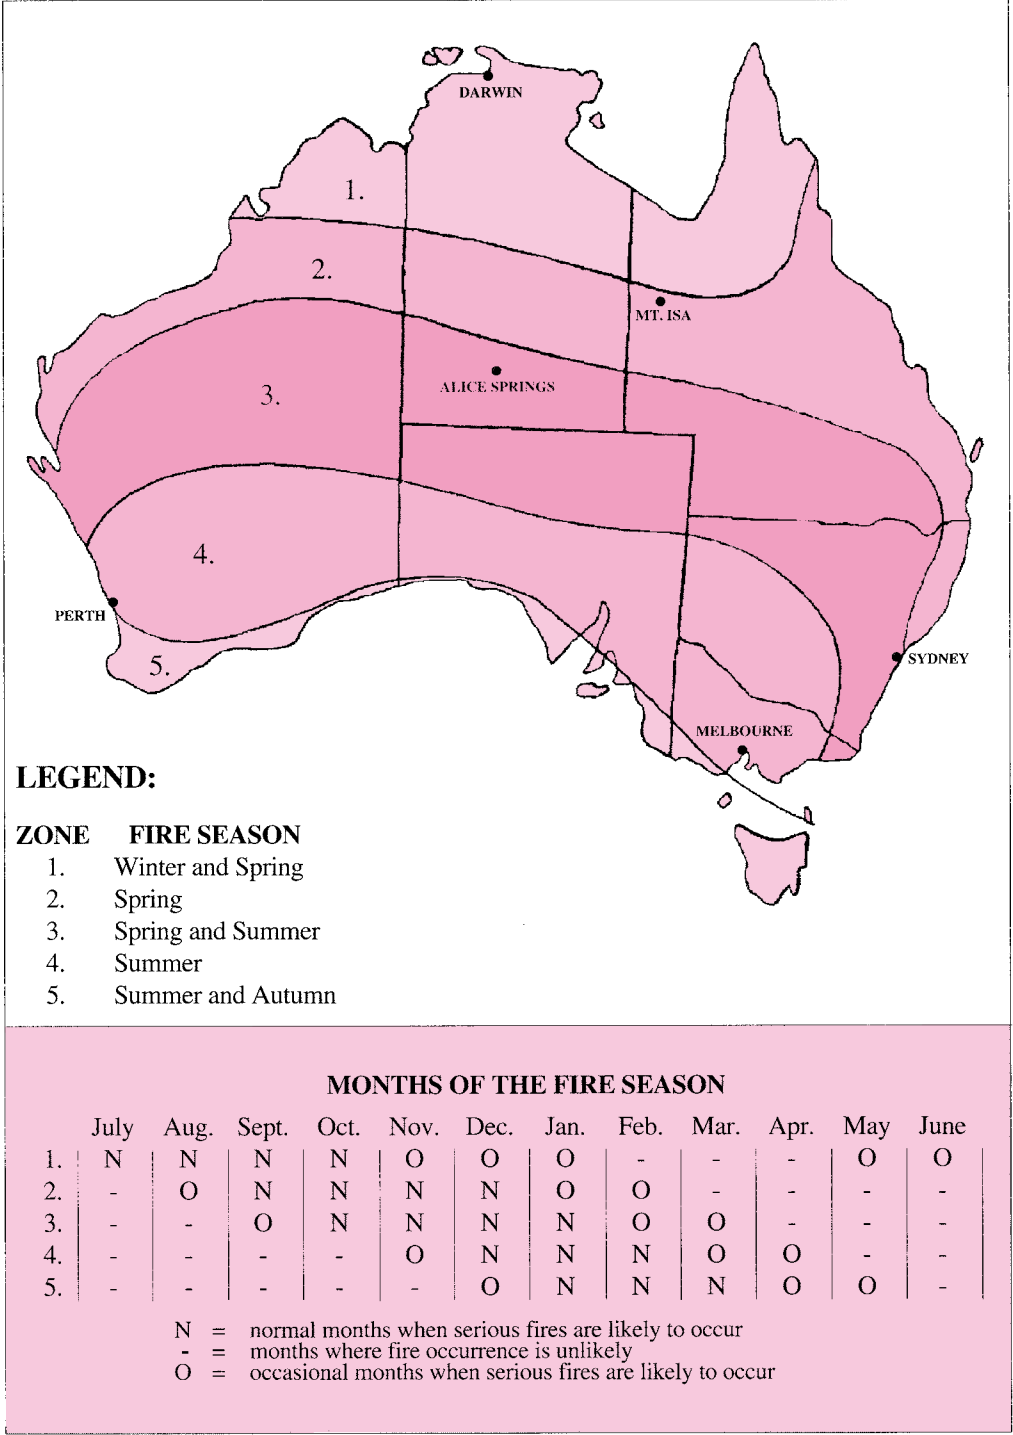 DARWIN
1.
2.
MT. ISA
ALICE SPRINGS
3.
4.
PERTH
5.
SYDNEY
MELBOURNE
LEGEND:
ZONE FIRE SEASON
1. Winter and Spring
2. Spring
3. Spring and Summer
4. Summer
5. Summer and Autumn
MONTHS OF THE FIRE SEASON
July Aug. Sept. Oct. Nov. Dec. Jan. Feb. Mar. Apr. May June
1. N N N N O O O - - - O O
2. - O N N N N O O - - - -
3. - - O N N N N O O - - -
4. - - - - O N N N O O - -
5. - - - - - O N N N O O -
N = normal months when serious fires are likely to occur
- = months where fire occurrence is unlikely
O = occasional months when serious fires are likely to occur